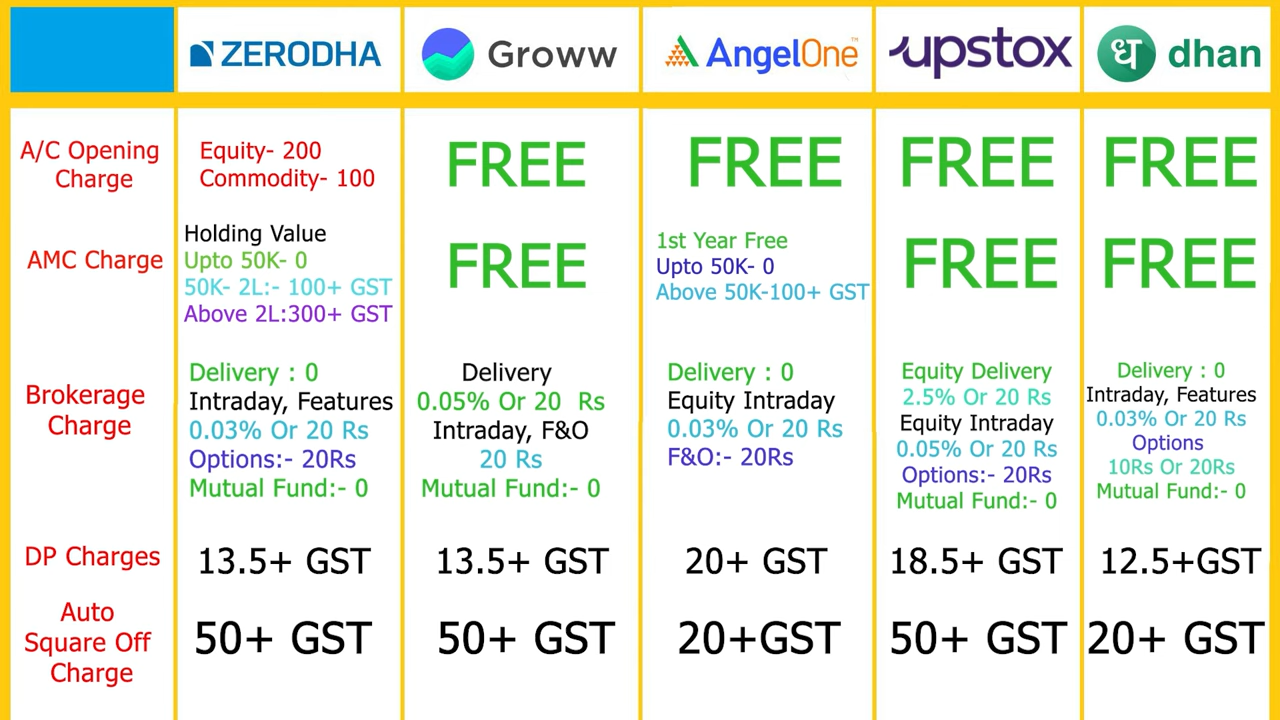 ZERODHA
Groww
AngelOne™
upstox
ध dhan
A/C Opening
Charge
Equity- 200
Commodity- 100
FREE
FREE
FREE
FREE
AMC Charge
Holding Value
Upto 50K- 0
50K- 2L:- 100+ GST
Above 2L:300+ GST
FREE
1st Year Free
Upto 50K- 0
Above 50K-100+ GST
FREE
FREE
Brokerage
Charge
Delivery : 0
Intraday, Features
0.03% Or 20 Rs
Options:- 20Rs
Mutual Fund:- 0
Delivery
0.05% Or 20 Rs
Intraday, F&O
20 Rs
Mutual Fund:- 0
Delivery : 0
Equity Intraday
0.03% Or 20 Rs
F&O:- 20Rs
Equity Delivery
2.5% Or 20 Rs
Equity Intraday
0.05% Or 20 Rs
Options:- 20Rs
Mutual Fund:- 0
Delivery : 0
Intraday, Features
0.03% Or 20 Rs
Options
10Rs Or 20Rs
Mutual Fund:- 0
DP Charges
13.5+ GST
13.5+ GST
20+ GST
18.5+ GST
12.5+GST
Auto
Square Off
Charge
50+ GST
50+ GST
20+GST
50+ GST
20+ GST